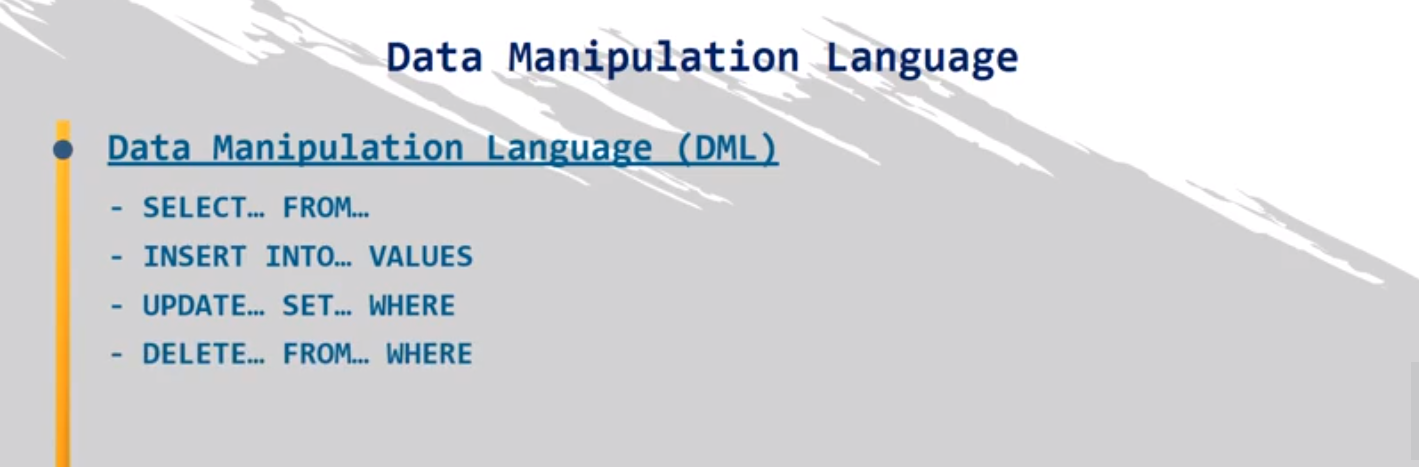 Data Manipulation Language
Data Manipulation Language (DML)
- SELECT… FROM…
- INSERT INTO… VALUES
- UPDATE… SET… WHERE
- DELETE… FROM… WHERE